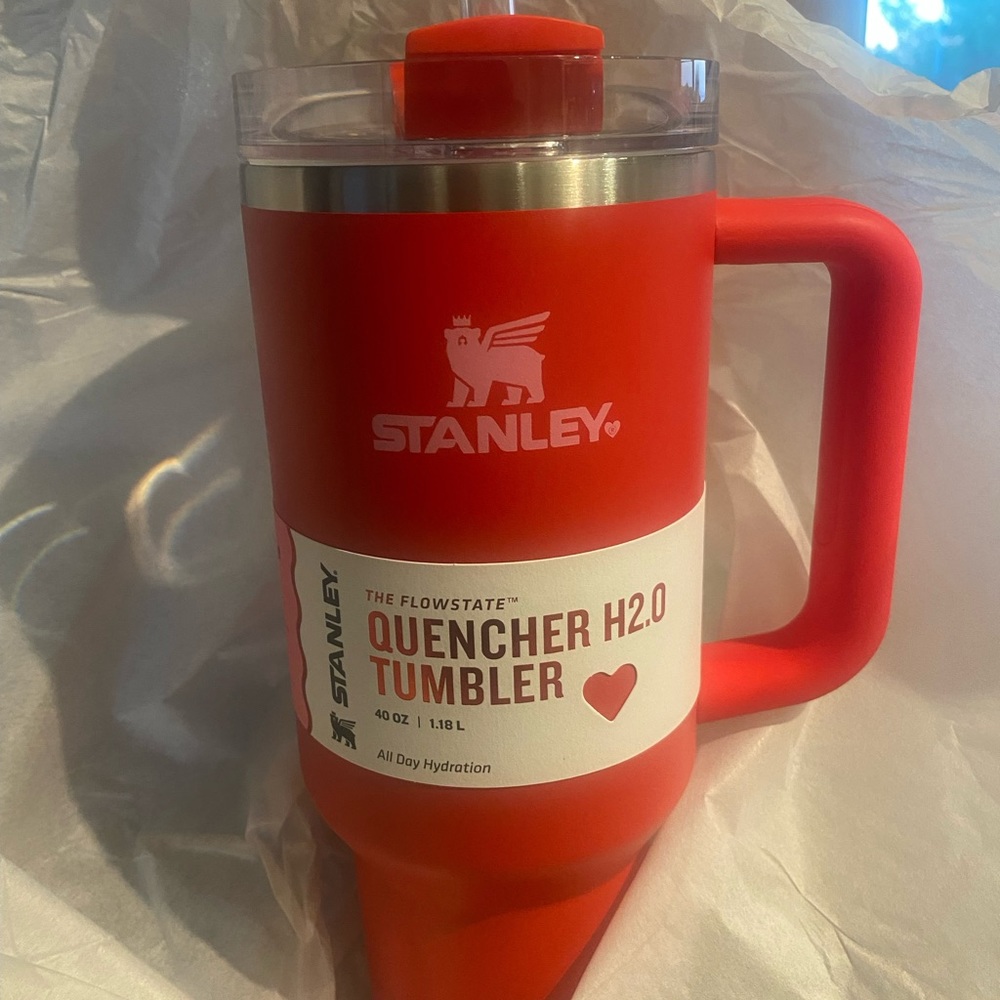 STANLEY
STANLEY.
THE FLOWSTATE™
QUENCHER H2.0
TUMBLER
40 OZ | 1.18 L
All Day Hydration